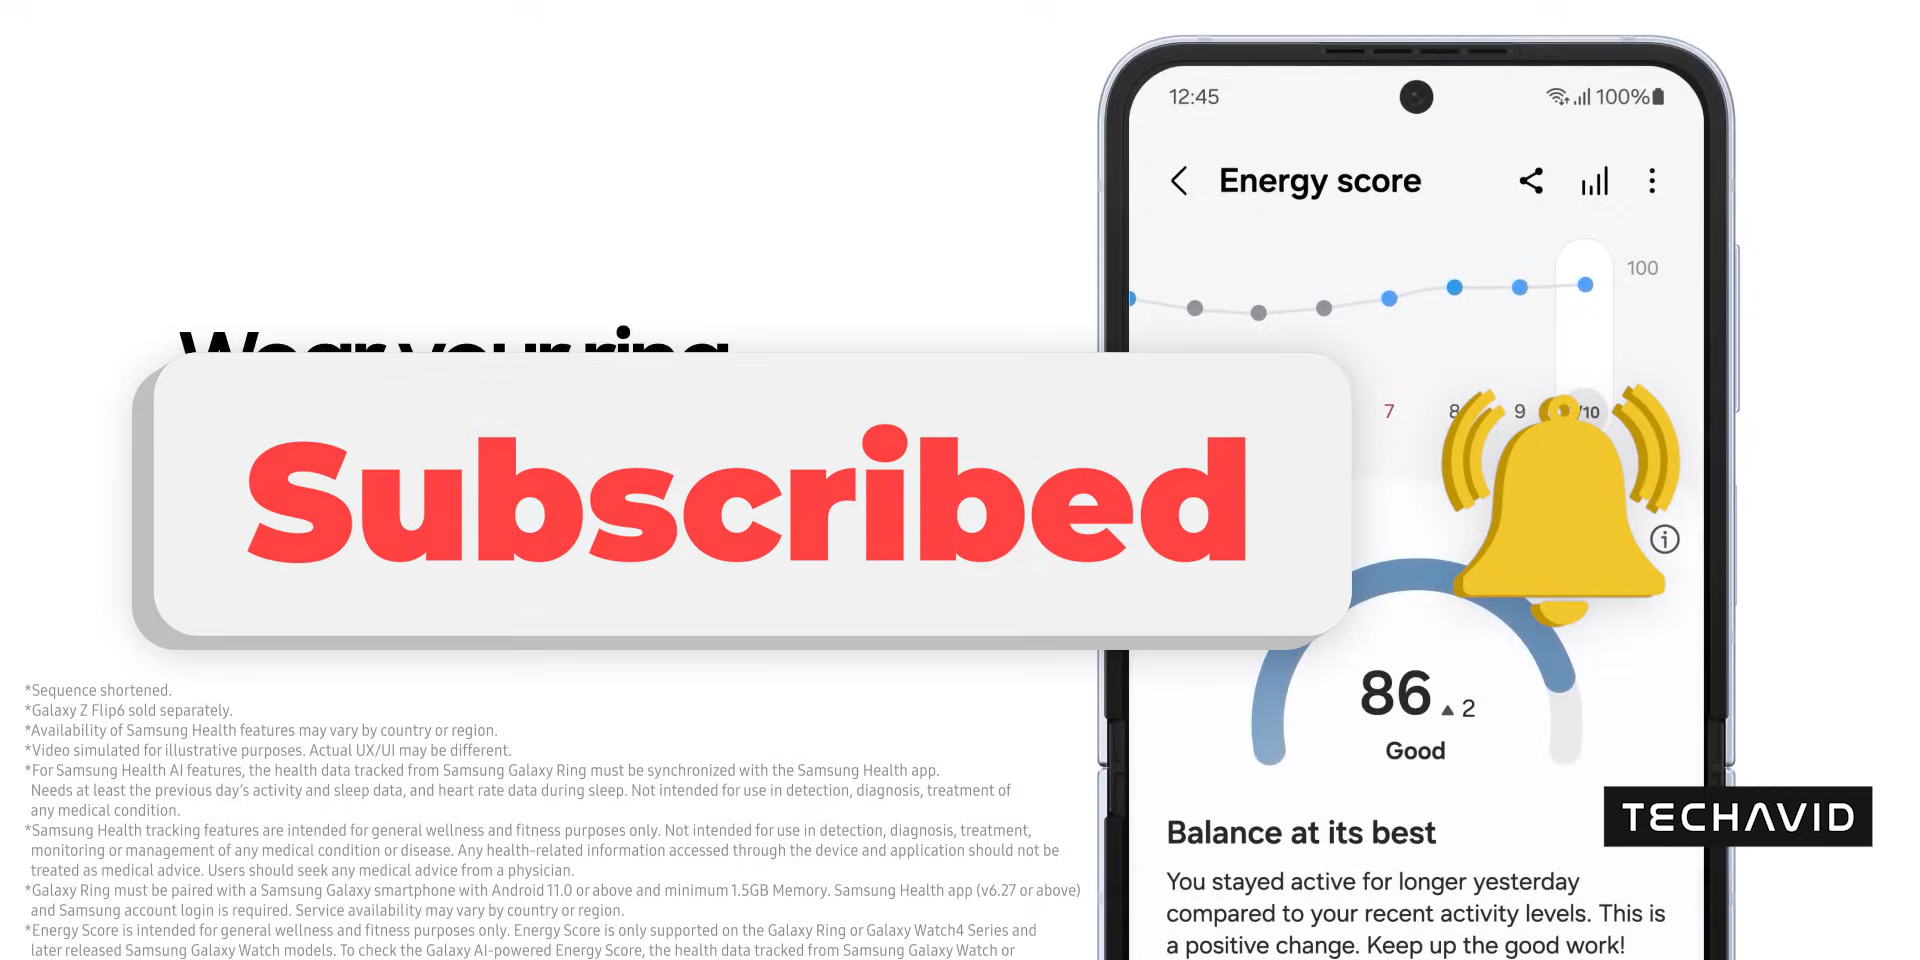 12:45
100%
Energy score
100
Wear your ring
7
8
9
/10
Subscribed
86 ▲ 2
Good
Balance at its best
You stayed active for longer yesterday
compared to your recent activity levels. This is
a positive change. Keep up the good work!
TECHAVID
*Sequence shortened.
*Galaxy Z Flip6 sold separately.
*Availability of Samsung Health features may vary by country or region.
*Video simulated for illustrative purposes. Actual UX/UI may be different.
*For Samsung Health AI features, the health data tracked from Samsung Galaxy Ring must be synchronized with the Samsung Health app.
Needs at least the previous day's activity and sleep data, and heart rate data during sleep. Not intended for use in detection, diagnosis, treatment of
any medical condition.
*Samsung Health tracking features are intended for general wellness and fitness purposes only. Not intended for use in detection, diagnosis, treatment,
monitoring or management of any medical condition or disease. Any health-related information accessed through the device and application should not be
treated as medical advice. Users should seek any medical advice from a physician.
*Galaxy Ring must be paired with a Samsung Galaxy smartphone with Android 11.0 or above and minimum 1.5GB Memory. Samsung Health app (v6.27 or above)
and Samsung account login is required. Service availability may vary by country or region.
*Energy Score is intended for general wellness and fitness purposes only. Energy Score is only supported on the Galaxy Ring or Galaxy Watch4 Series and
later released Samsung Galaxy Watch models. To check the Galaxy AI-powered Energy Score, the health data tracked from Samsung Galaxy Watch or